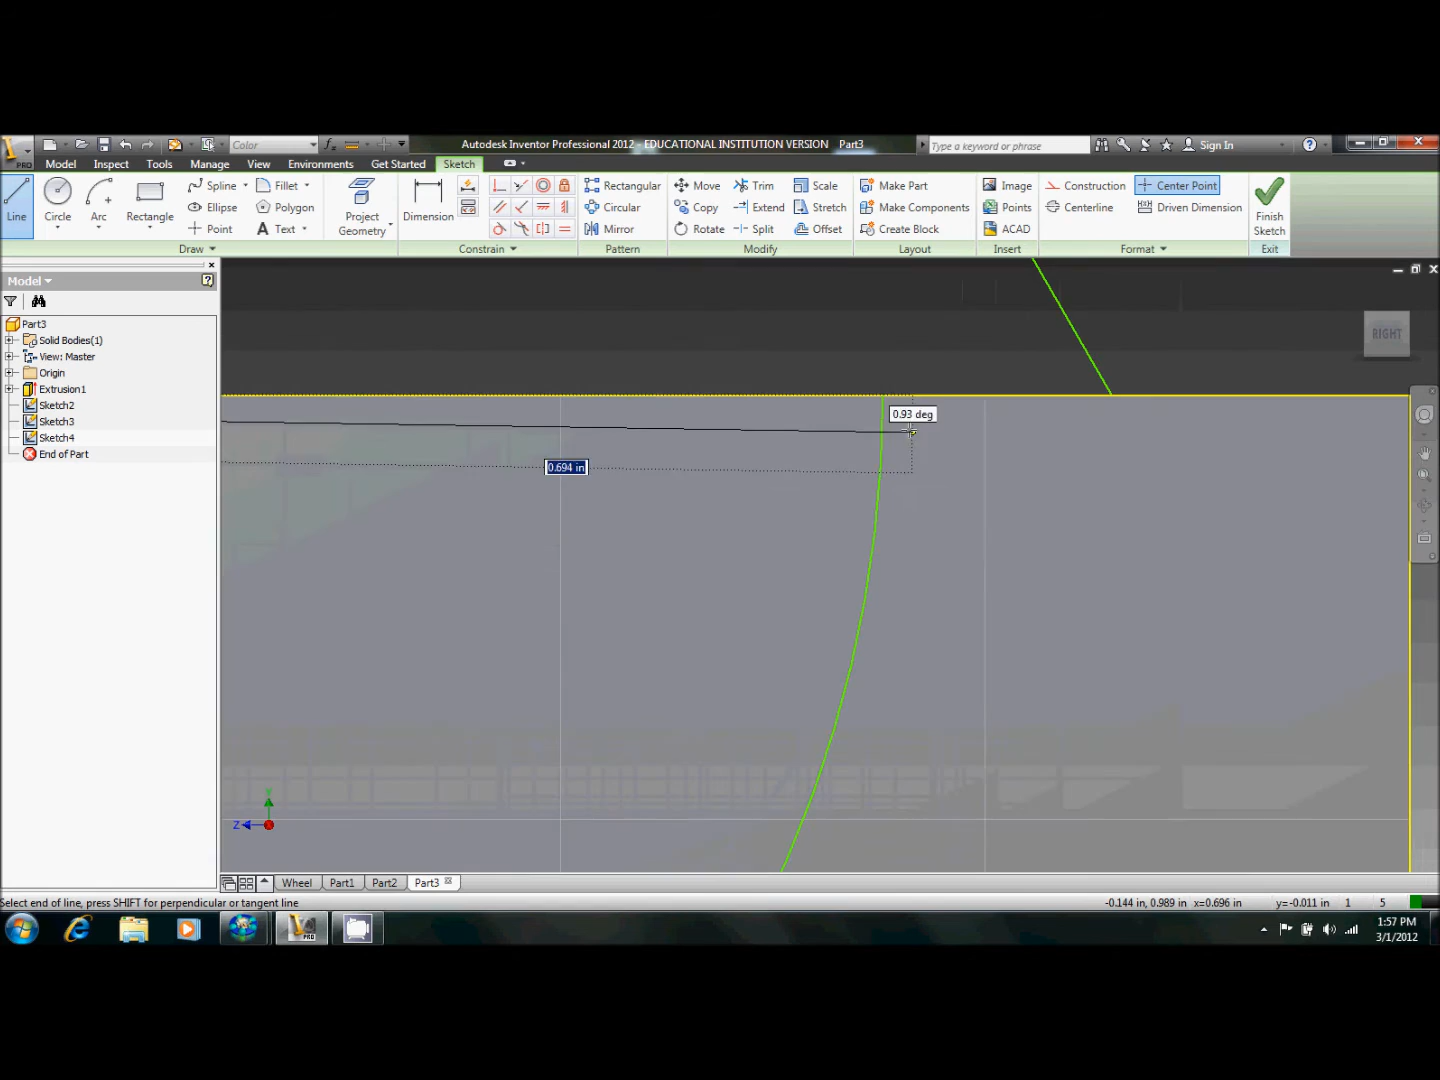 Color
Autodesk Inventor Professional 2012 - EDUCATIONAL INSTITUTION VERSION Part3
Type a keyword or phrase
Sign In
PRO
Model Inspect Tools Manage View Environments Get Started Sketch
Line
Circle
Arc
Rectangle
Spline
Ellipse
Point
Fillet
Polygon
Text
Project Geometry
Dimension
Rectangular
Circular
Mirror
Move
Copy
Rotate
Trim
Extend
Split
Scale
Stretch
Offset
Make Part
Make Components
Create Block
Image
Points
ACAD
Construction
Centerline
Center Point
Driven Dimension
Finish Sketch
Draw Constrain Pattern Modify Layout Insert Format Exit
Model
Part3
Solid Bodies(1)
View: Master
Origin
Extrusion1
Sketch2
Sketch3
Sketch4
End of Part
RIGHT
0.93 deg
0.694 in
Y
Z
Wheel Part1 Part2 Part3
Select end of line, press SHIFT for perpendicular or tangent line
-0.144 in, 0.989 in x=0.696 in y=-0.011 in 1 5
PRO
1:57 PM
3/1/2012